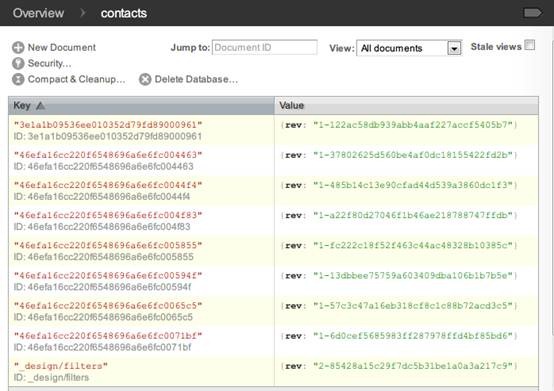 Overview contacts
New Document Jump to: Document ID View: All documents Stale views
Security…
Compact & Cleanup… Delete Database…
Key Value
"3e1a1b09536ee010352d79fd89000961" {rev: "1-122ac58db939abb4aaf227accf5405b7"}
ID: 3e1a1b09536ee010352d79fd89000961
"46efa16cc220f6548696a6e6fc004463" {rev: "1-37802625d560be4af0dc18155422fd2b"}
ID: 46efa16cc220f6548696a6e6fc004463
"46efa16cc220f6548696a6e6fc0044f4" {rev: "1-485b14c13e90cfad44d539a3860dc1f3"}
ID: 46efa16cc220f6548696a6e6fc0044f4
"46efa16cc220f6548696a6e6fc004f83" {rev: "1-a22f80d27046f1b46ae218788747ffdb"}
ID: 46efa16cc220f6548696a6e6fc004f83
"46efa16cc220f6548696a6e6fc005855" {rev: "1-fc222c18f52f463c44ac48328b10385c"}
ID: 46efa16cc220f6548696a6e6fc005855
"46efa16cc220f6548696a6e6fc00594f" {rev: "1-13dbbee75759a603409dba106b1b7b5e"}
ID: 46efa16cc220f6548696a6e6fc00594f
"46efa16cc220f6548696a6e6fc0065c5" {rev: "1-57c3c47a16eb318cf8c1c88b72acd3c5"}
ID: 46efa16cc220f6548696a6e6fc0065c5
"46efa16cc220f6548696a6e6fc0071bf" {rev: "1-6d0cef5685983ff287978ffd4bf85bd6"}
ID: 46efa16cc220f6548696a6e6fc0071bf
"_design/filters" {rev: "2-85428a15c29f7dc5b31be1a0a3a217c9"}
ID: _design/filters